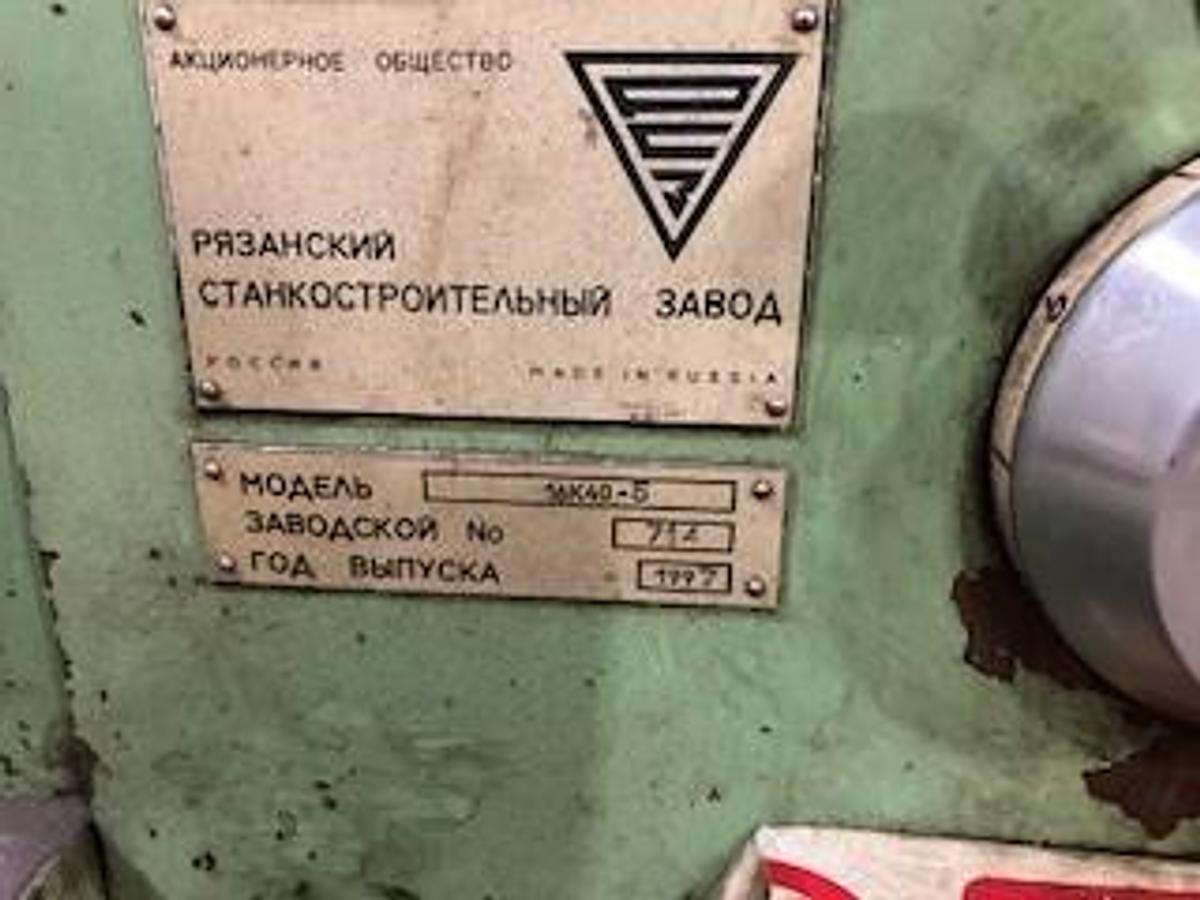 АКЦИОНЕРНОЕ ОБЩЕСТВО
РЯЗАНСКИЙ
СТАНКОСТРОИТЕЛЬНЫЙ ЗАВОД
РОССИЯ MADE IN RUSSIA
МОДЕЛЬ 16К40-5
ЗАВОДСКОЙ No 714
ГОД ВЫПУСКА 1997